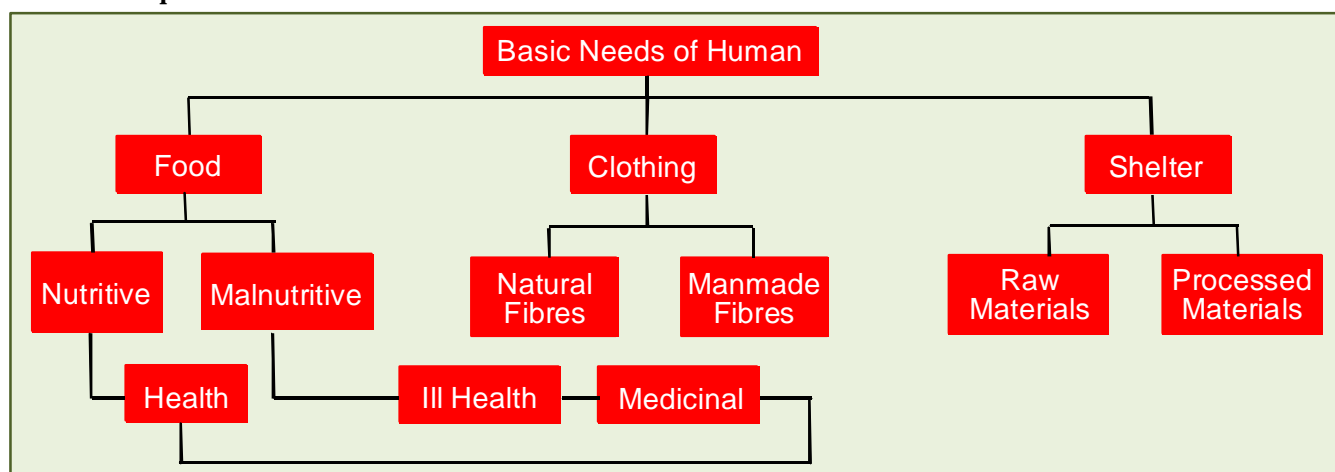 Basic Needs of Human
Food
Clothing
Shelter
Nutritive
Malnutritive
Natural
Fibres
Manmade
Fibres
Raw
Materials
Processed
Materials
Health
Ill Health
Medicinal